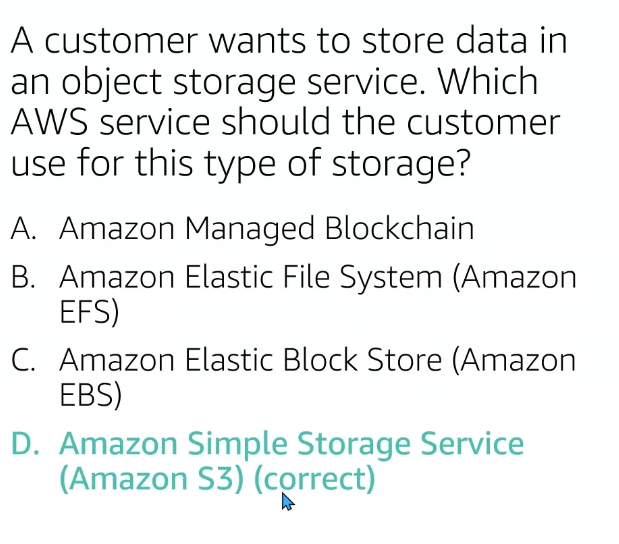 A customer wants to store data in
an object storage service. Which
AWS service should the customer
use for this type of storage?
A. Amazon Managed Blockchain
B. Amazon Elastic File System (Amazon
EFS)
C. Amazon Elastic Block Store (Amazon
EBS)
D. Amazon Simple Storage Service
(Amazon S3) (correct)